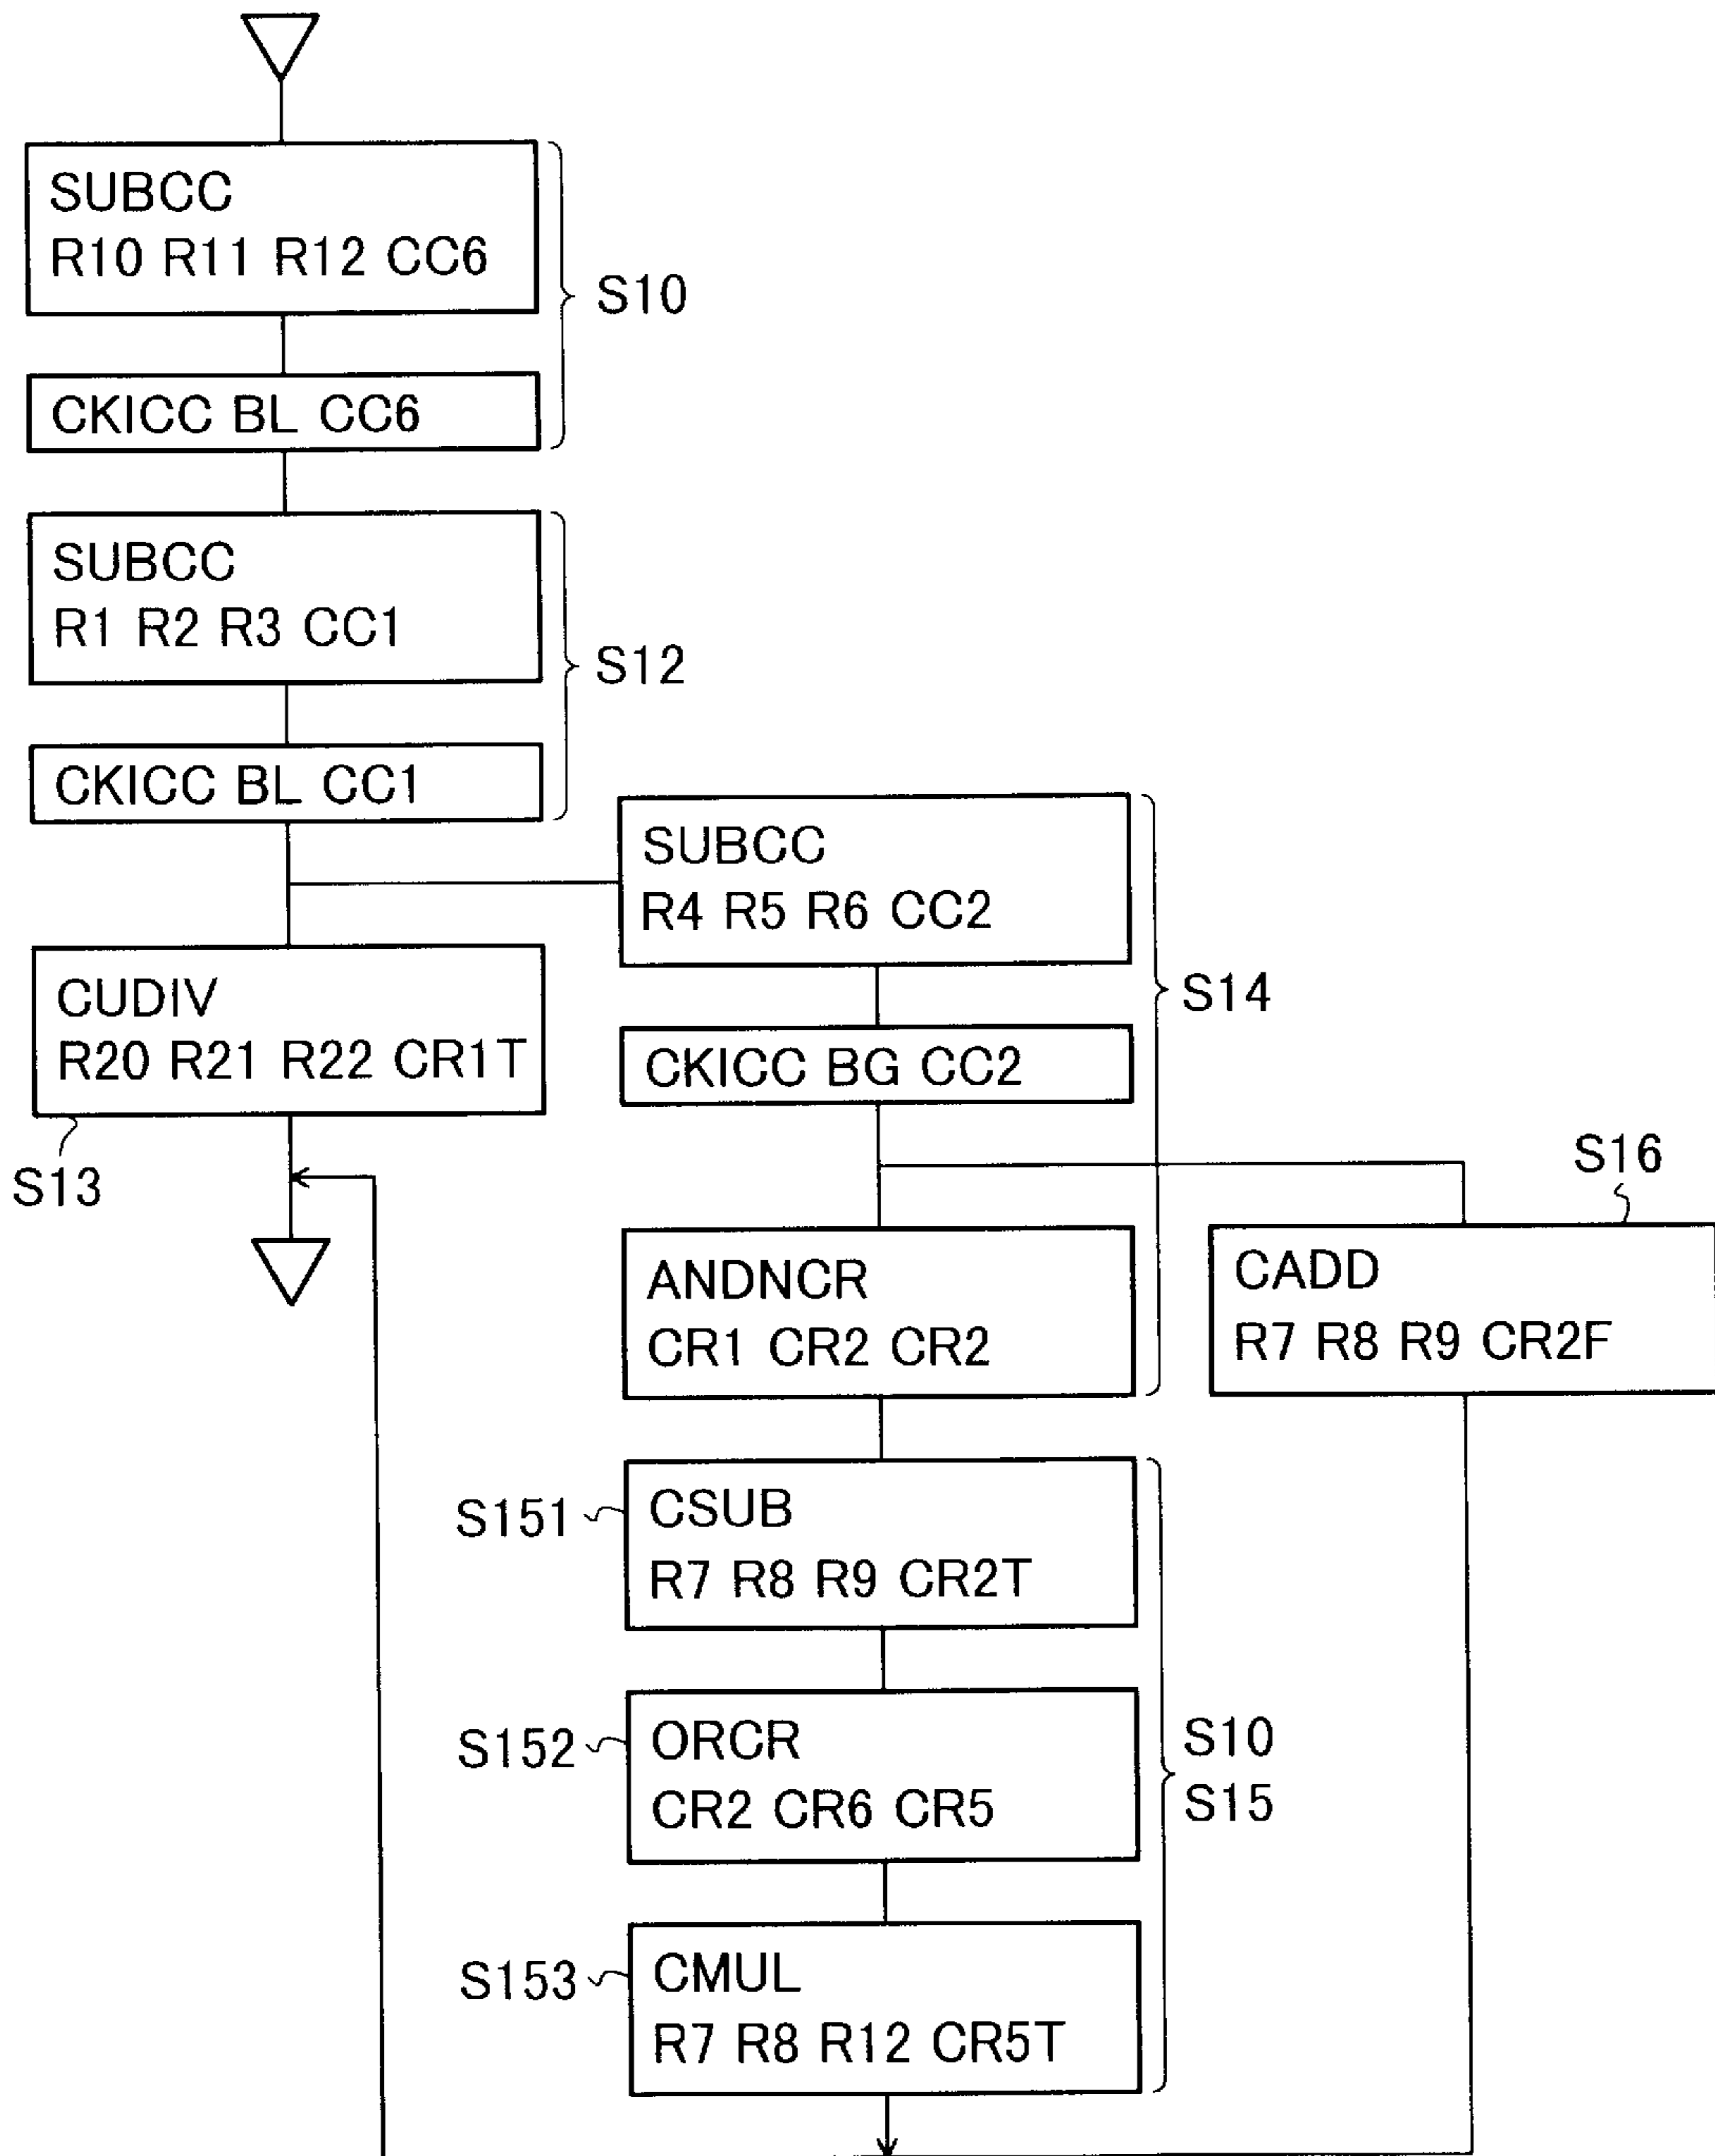 SUBCC
R10 R11 R12 CC6
S10
CKICC BL CC6
SUBCC
R1 R2 R3 CC1
S12
CKICC BL CC1
SUBCC
R4 R5 R6 CC2
S14
CUDIV
R20 R21 R22 CR1T
S13
CKICC BG CC2
S16
ANDNCR
CR1 CR2 CR2
CADD
R7 R8 R9 CR2F
S151
CSUB
R7 R8 R9 CR2T
S152
ORCR
CR2 CR6 CR5
S10
S15
S153
CMUL
R7 R8 R12 CR5T